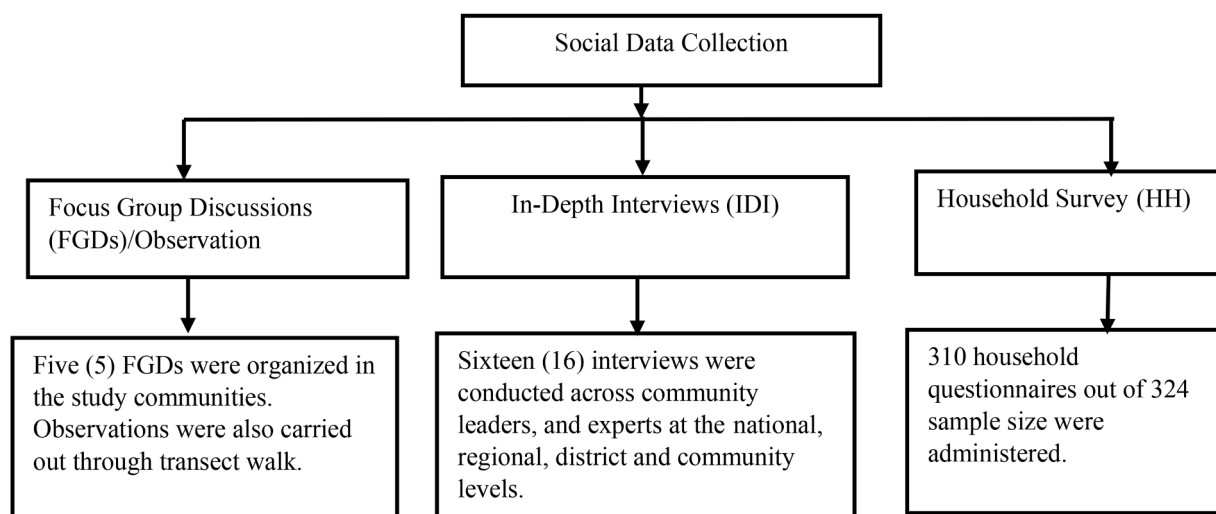 Social Data Collection
Focus Group Discussions
(FGDs)/Observation
In-Depth Interviews (IDI)
Household Survey (HH)
Five (5) FGDs were organized in
the study communities.
Observations were also carried
out through transect walk.
Sixteen (16) interviews were
conducted across community
leaders, and experts at the national,
regional, district and community
levels.
310 household
questionnaires out of 324
sample size were
administered.